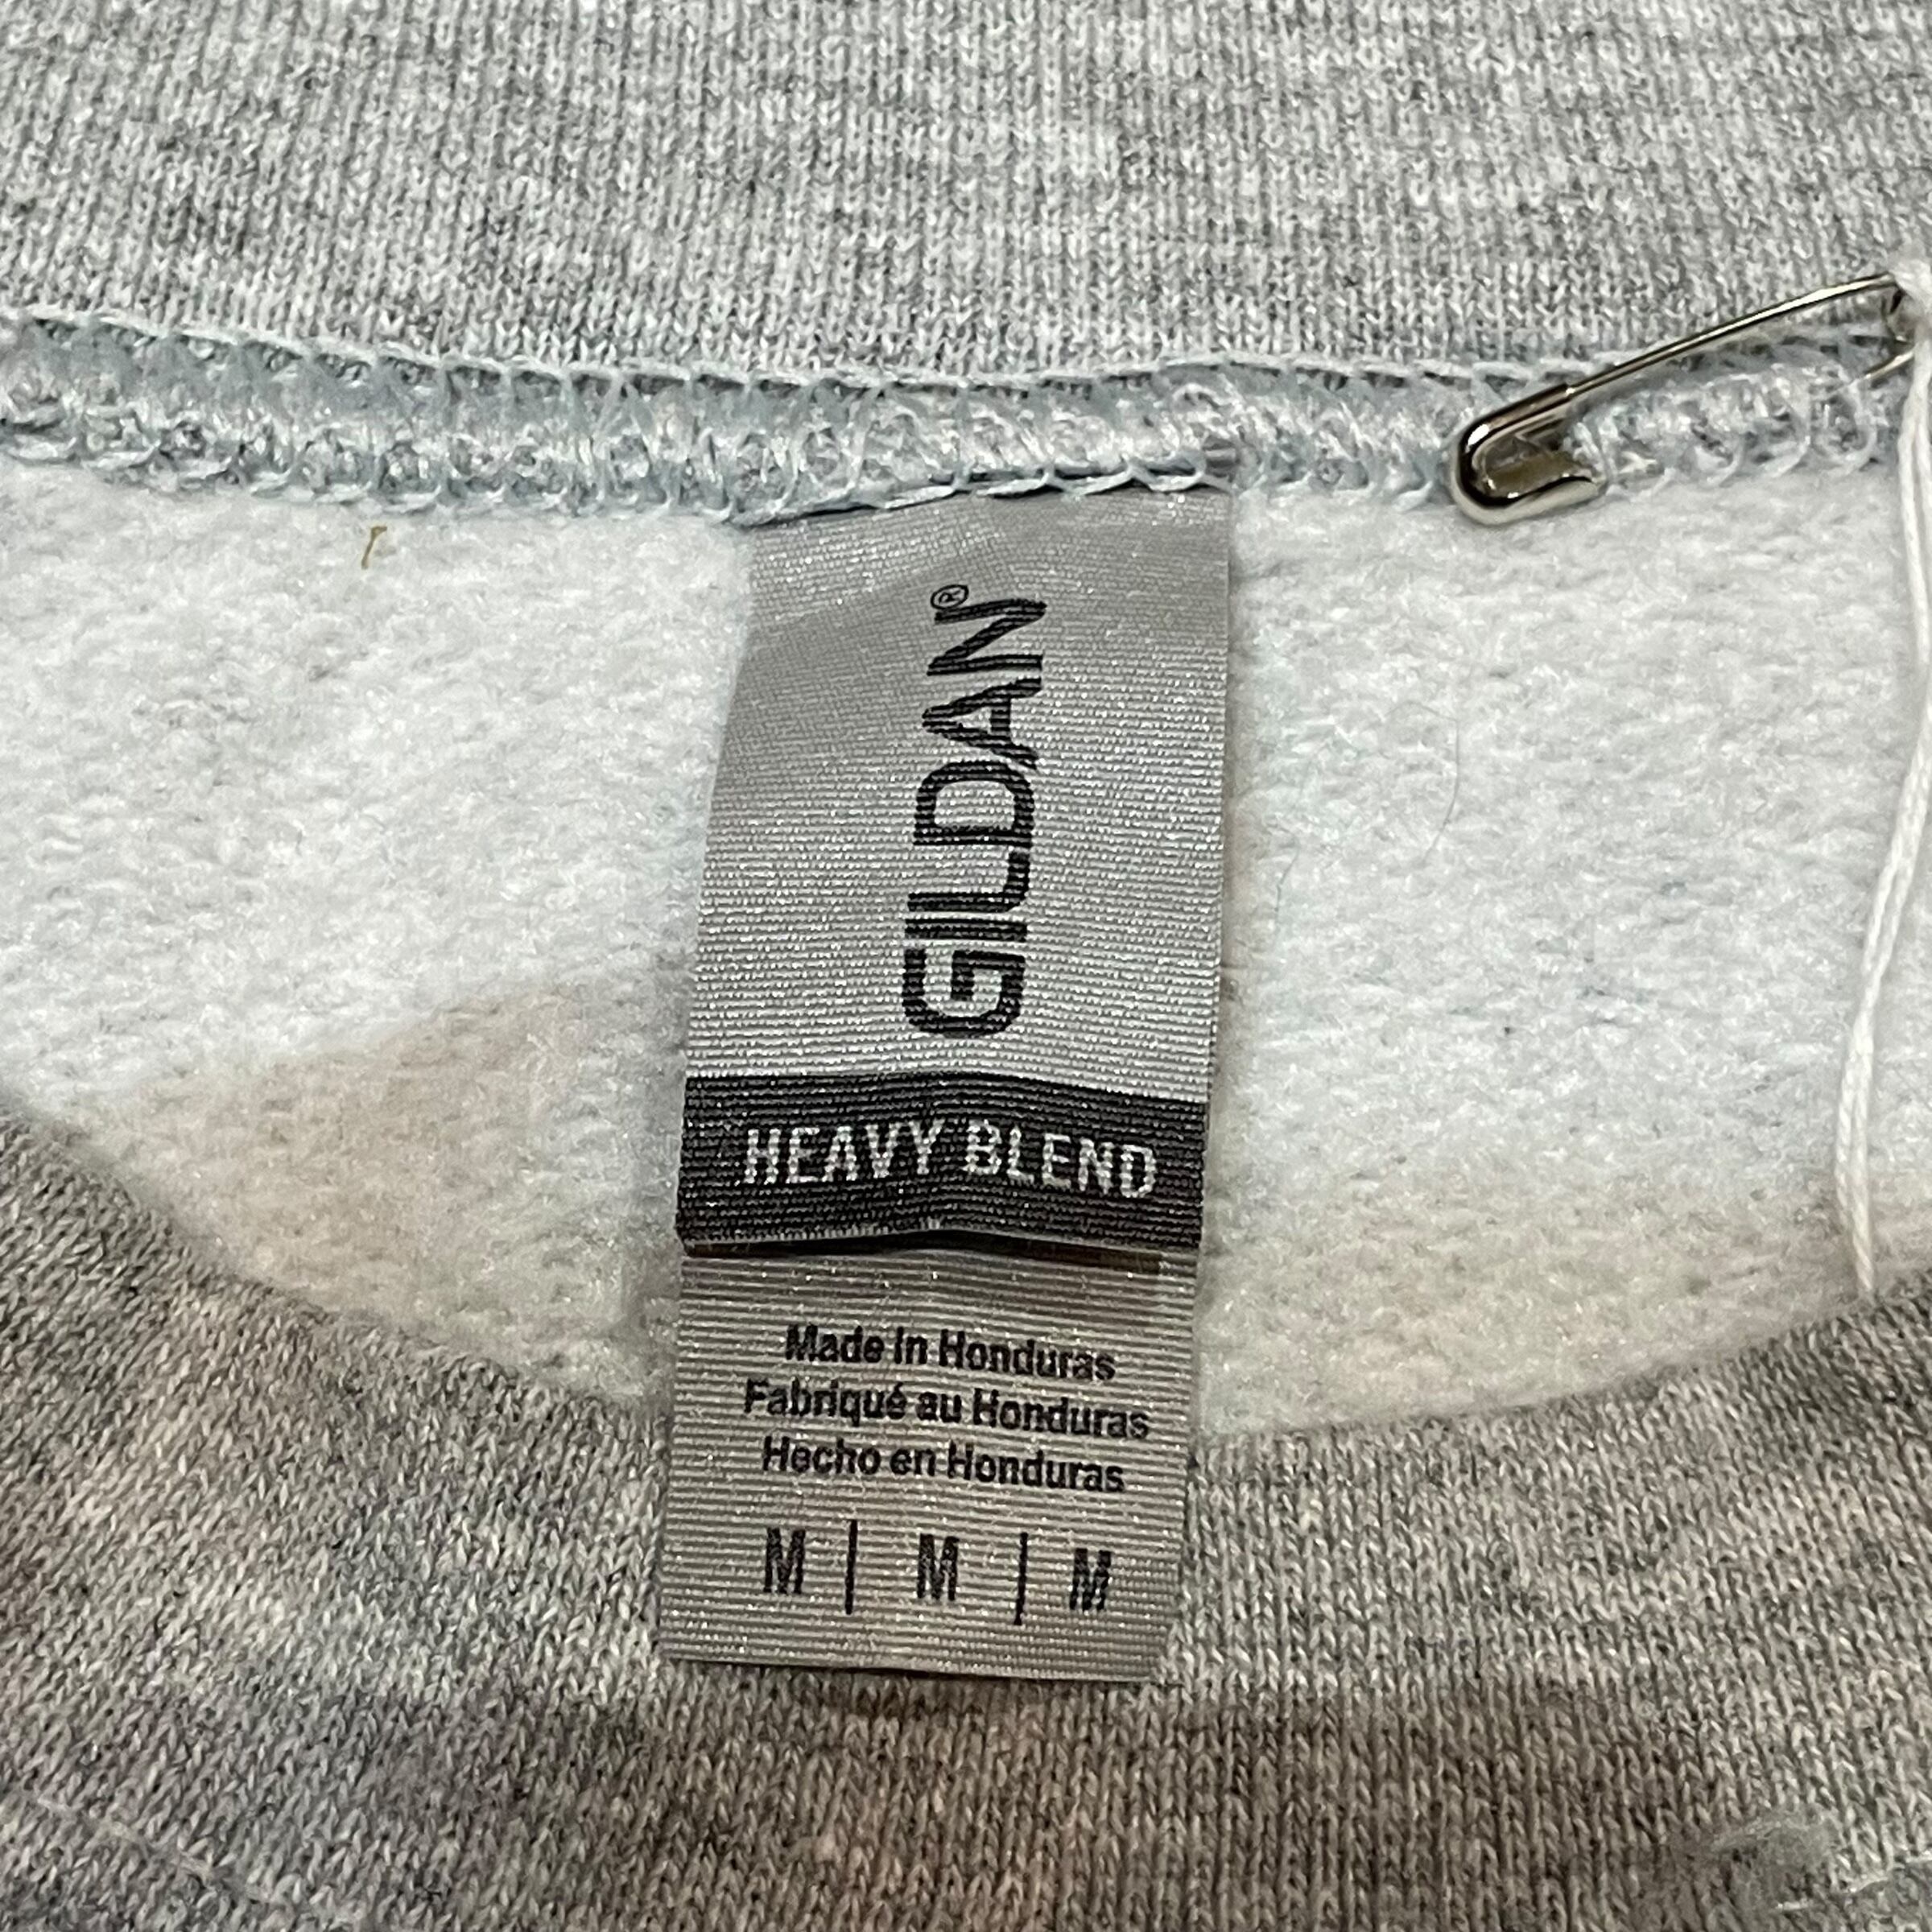 GILDAN®
HEAVY BLEND
Made in Honduras
Fabriqué au Honduras
Hecho en Honduras
M | M | M